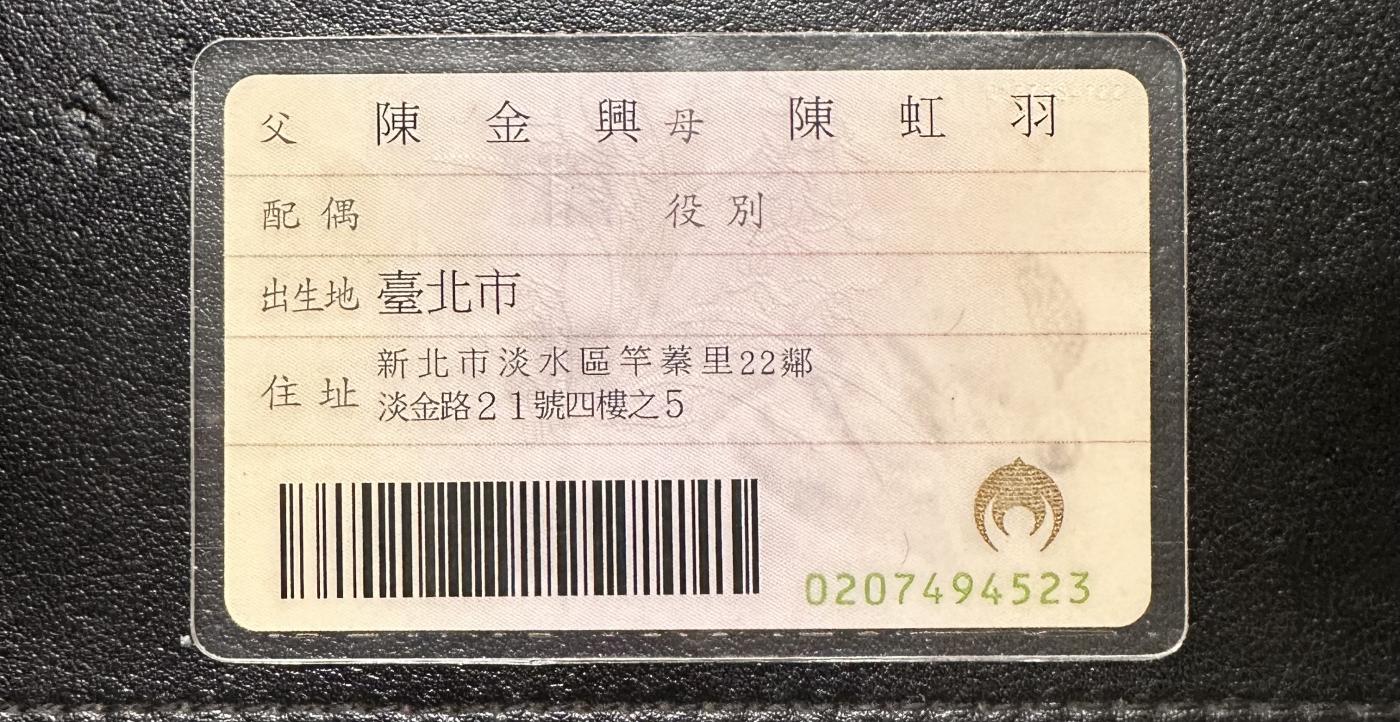 父 陳金興 母 陳虹羽
配偶 役別
出生地 臺北市
住址 新北市淡水區竿蓁里22鄰
淡金路21號四樓之5
0207494523